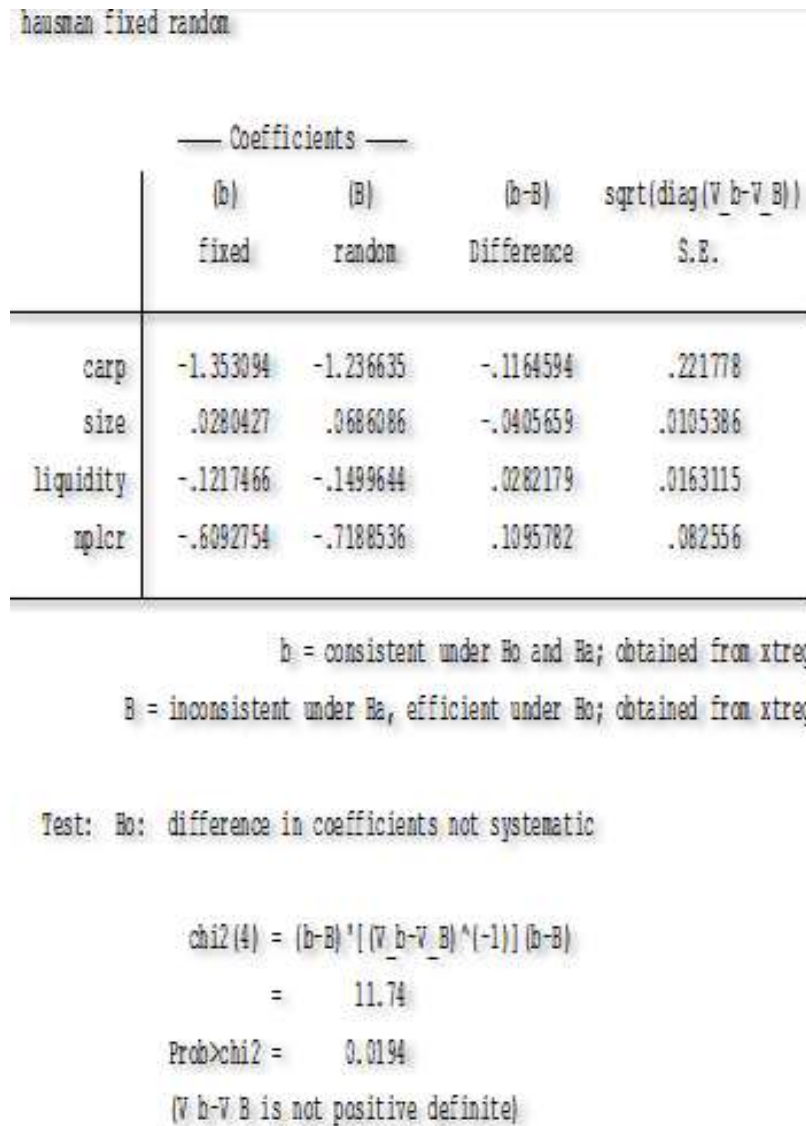 hausman fixed random
Coefficients
(b) (B) (b-B) sqrt(diag(V_b-V_B))
fixed random Difference S.E.
carp -1.353094 -1.236635 -.1164594 .221778
size .0280427 .0686086 -.0405659 .0105386
liquidity -.1217466 -.1499644 .0282179 .0163115
nplcr -.6092754 -.7188536 .1095782 .082556
b = consistent under Ho and Ha; obtained from xtreg
B = inconsistent under Ha, efficient under Ho; obtained from xtreg
Test: Ho: difference in coefficients not systematic
chi2(4) = (b-B)'[(V_b-V_B)^(-1)](b-B)
= 11.74
Prob>chi2 = 0.0194
(V_b-V_B is not positive definite)